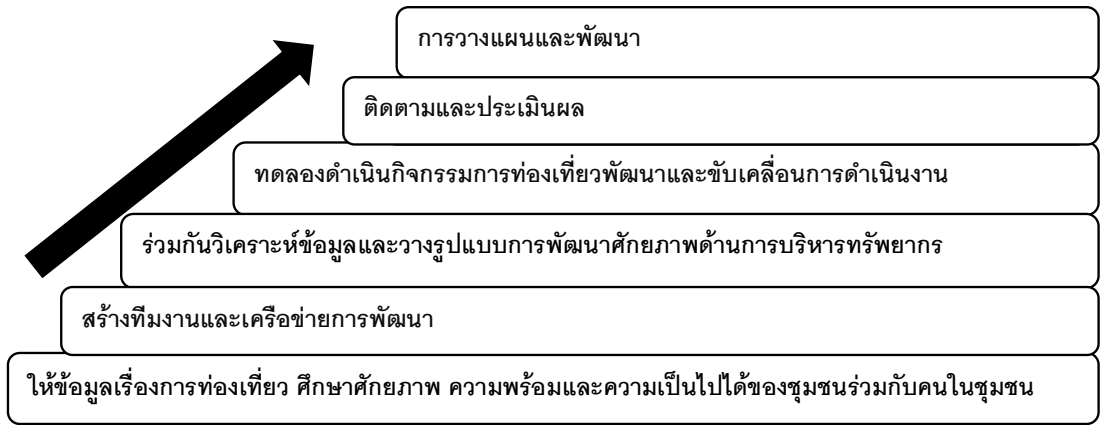 การวางแผนและพัฒนา
ติดตามและประเมินผล
ทดลองดำเนินกิจกรรมการท่องเที่ยวพัฒนาและขับเคลื่อนการดำเนินงาน
ร่วมกันวิเคราะห์ข้อมูลและวางรูปแบบการพัฒนาศักยภาพด้านการบริหารทรัพยากร
สร้างทีมงานและเครือข่ายการพัฒนา
ให้ข้อมูลเรื่องการท่องเที่ยว ศึกษาศักยภาพ ความพร้อมและความเป็นไปได้ของชุมชนร่วมกับคนในชุมชน